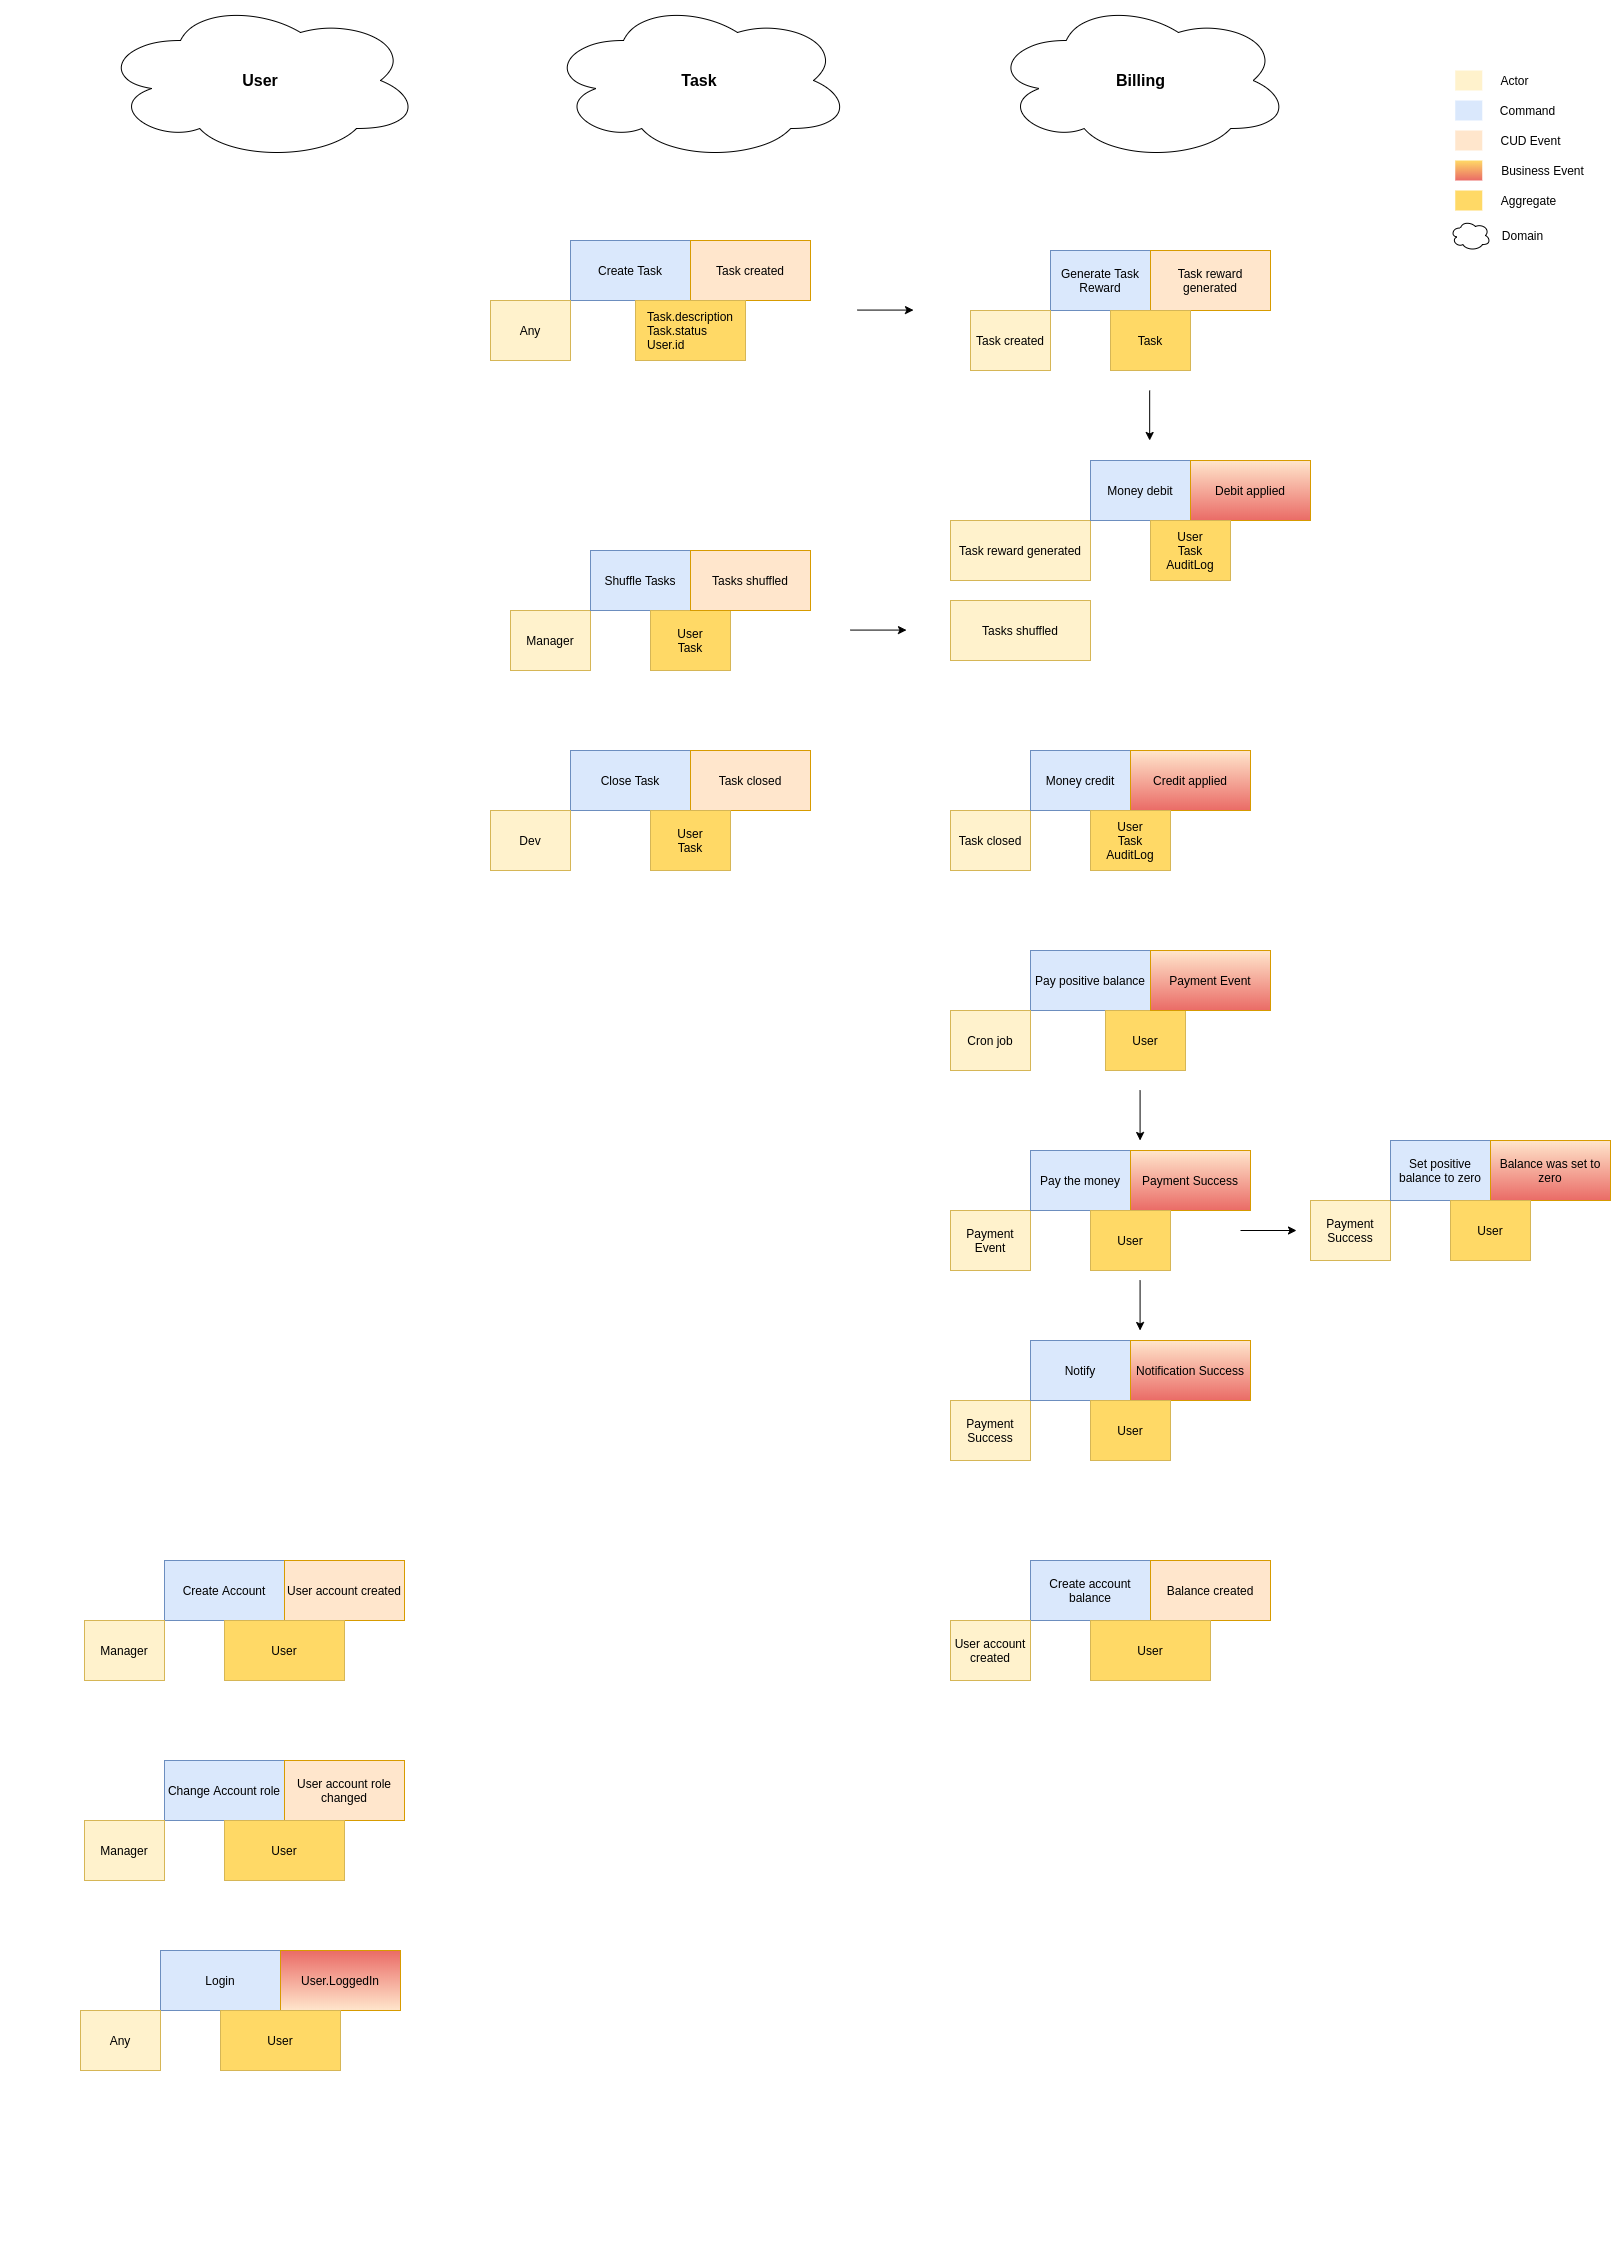 User
Task
Billing
Actor
Command
CUD Event
Business Event
Aggregate
Domain
Create Task
Task created
Any
Task.description
Task.status
User.id
Generate Task
Reward
Task reward
generated
Task created
Task
Money debit
Debit applied
Task reward generated
User
Task
AuditLog
Shuffle Tasks
Tasks shuffled
Manager
User
Task
Tasks shuffled
Close Task
Task closed
Dev
User
Task
Money credit
Credit applied
Task closed
User
Task
AuditLog
Pay positive balance
Payment Event
Cron job
User
Pay the money
Payment Success
Payment
Event
User
Set positive
balance to zero
Balance was set to
zero
Payment
Success
User
Notify
Notification Success
Payment
Success
User
Create Account
User account created
Manager
User
Create account
balance
Balance created
User account
created
User
Change Account role
User account role
changed
Manager
User
Login
User.LoggedIn
Any
User